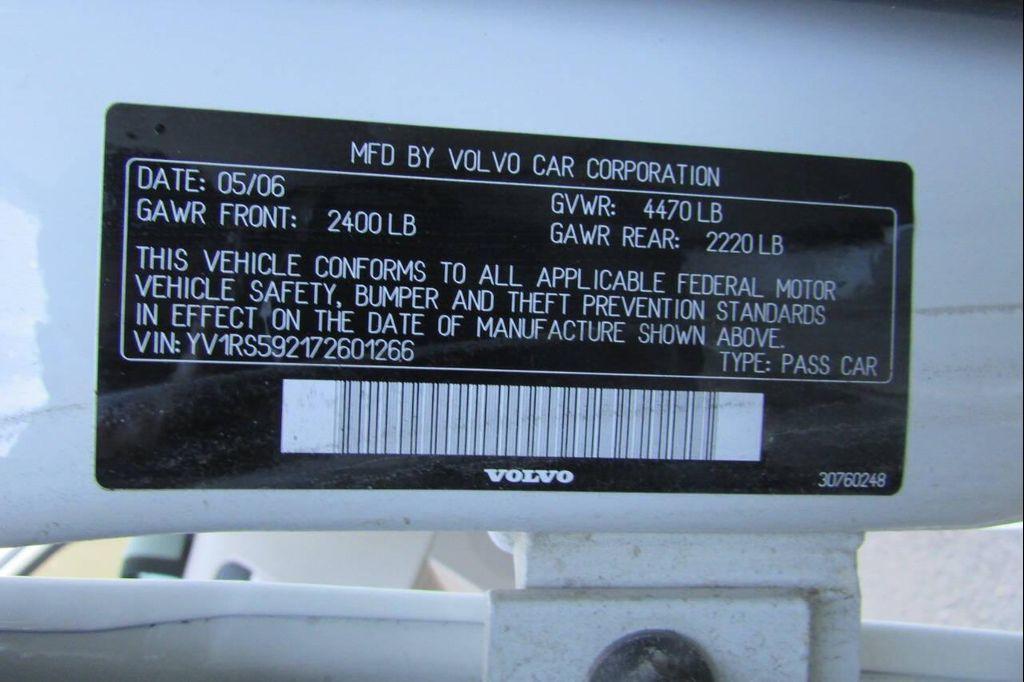 MFD BY VOLVO CAR CORPORATION
DATE: 05/06 GVWR: 4470 LB
GAWR FRONT: 2400 LB GAWR REAR: 2220 LB
THIS VEHICLE CONFORMS TO ALL APPLICABLE FEDERAL MOTOR
VEHICLE SAFETY, BUMPER AND THEFT PREVENTION STANDARDS
IN EFFECT ON THE DATE OF MANUFACTURE SHOWN ABOVE.
VIN: YV1RS592172601266 TYPE: PASS CAR
VOLVO 30760248